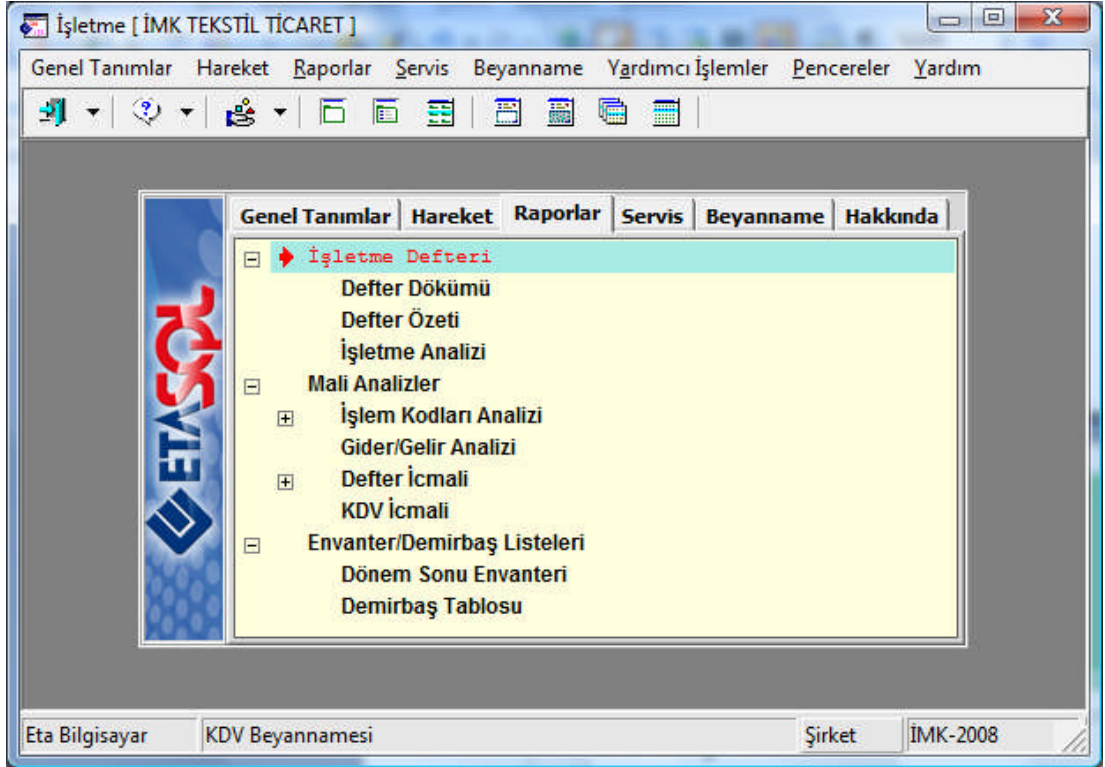 İşletme [ İMK TEKSTİL TİCARET ]
Genel Tanımlar Hareket Raporlar Servis Beyanname Yardımcı İşlemler Pencereler Yardım
Genel Tanımlar Hareket Raporlar Servis Beyanname Hakkında
ETASQL
İşletme Defteri
Defter Dökümü
Defter Özeti
İşletme Analizi
Mali Analizler
İşlem Kodları Analizi
Gider/Gelir Analizi
Defter İcmali
KDV İcmali
Envanter/Demirbaş Listeleri
Dönem Sonu Envanteri
Demirbaş Tablosu
Eta Bilgisayar KDV Beyannamesi Şirket İMK-2008